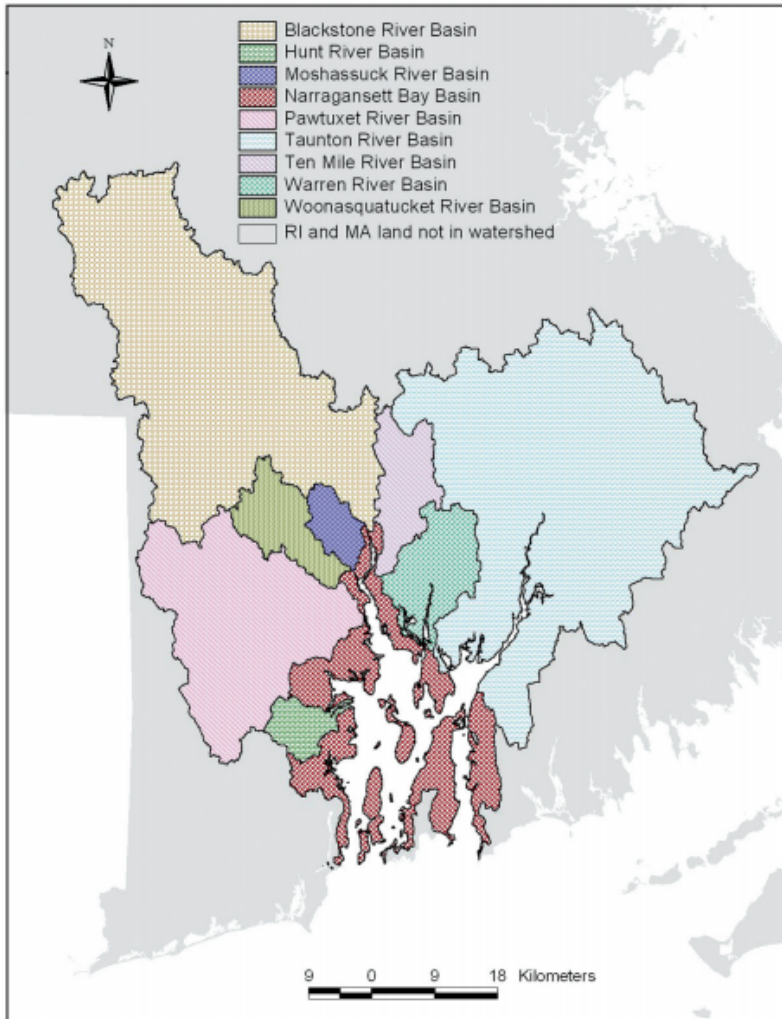 N
Blackstone River Basin
Hunt River Basin
Moshassuck River Basin
Narragansett Bay Basin
Pawtuxet River Basin
Taunton River Basin
Ten Mile River Basin
Warren River Basin
Woonasquatucket River Basin
RI and MA land not in watershed
9 0 9 18 Kilometers